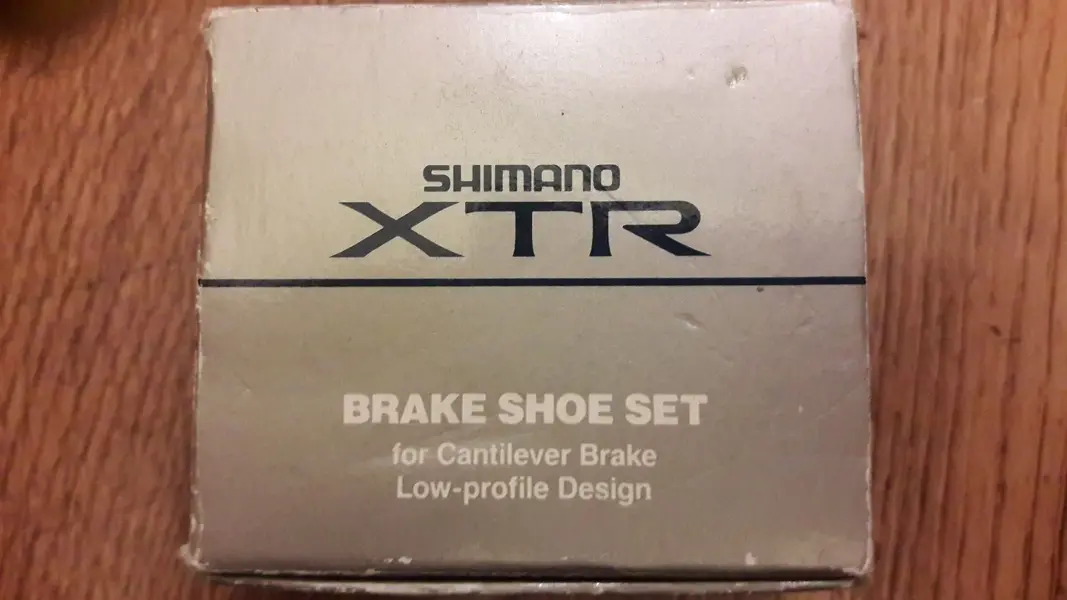 SHIMANO
XTR
BRAKE SHOE SET
for Cantilever Brake
Low-profile Design